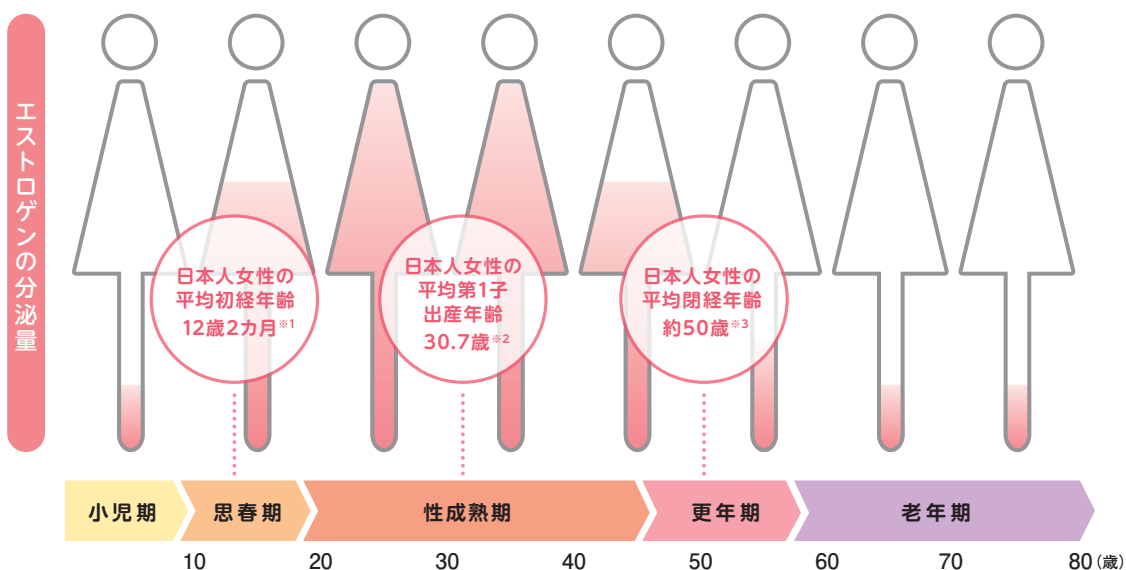 エストロゲンの分泌量
日本人女性の
平均初経年齢
12歳2カ月※1
日本人女性の
平均第1子
出産年齢
30.7歳※2
日本人女性の
平均閉経年齢
約50歳※3
小児期 思春期 性成熟期 更年期 老年期
10 20 30 40 50 60 70 80(歳)